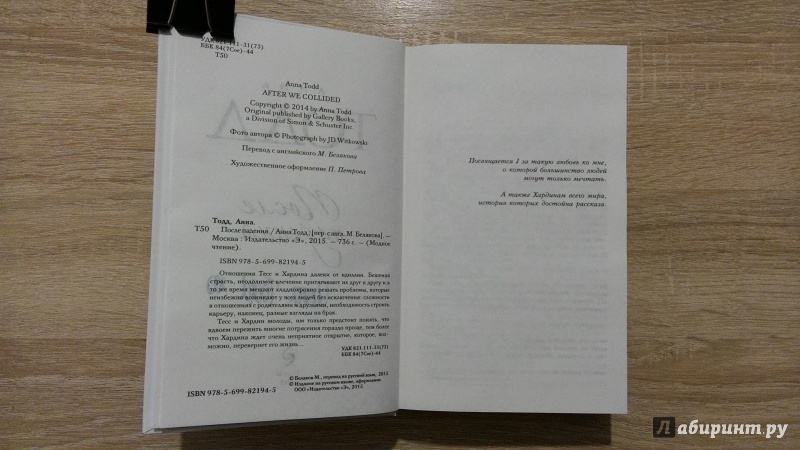 УДК 821.111-31(73)
ББК 84(7Сое)-44
Т50
Anna Todd
AFTER WE COLLIDED
Copyright © 2014 by Anna Todd
Original published by Gallery Books,
a Division of Simon & Schuster Inc.
Фото автора © Photograph by JD Witkowski
Перевод с английского М. Белякова
Художественное оформление П. Петрова
Тодд, Анна.
Т50 После падения / Анна Тодд ; [пер. с англ. М. Белякова]. —
Москва : Издательство «Э», 2015. — 736 с. — (Модное
чтение).
ISBN 978-5-699-82194-5
Отношения Тесс и Хардина далеки от идиллии. Бешеная
страсть, неодолимое влечение притягивают их друг к другу и в
то же время мешают хладнокровно решать проблемы, которые
неизбежно возникают у всех людей без исключения: сложности
в отношениях с родителями и друзьями, необходимость строить
карьеру, наконец, разные взгляды на брак.
Тесс и Хардин молоды, им только предстоит понять, что
вдвоем пережить многие потрясения гораздо проще, тем более
что Хардина ждет очень неприятное открытие, которое, воз-
можно, перевернет его жизнь...
УДК 821.111-31(73)
ББК 84(7Сое)-44
© Беляков М., перевод на русский язык, 2015
© Издание на русском языке, оформление.
ООО «Издательство «Э», 2015
ISBN 978-5-699-82194-5
Посвящается J за такую любовь ко мне,
о которой большинство людей
могут только мечтать.
А также Хардинам всего мира,
история которых достойна рассказа.
Лабиринт.ру